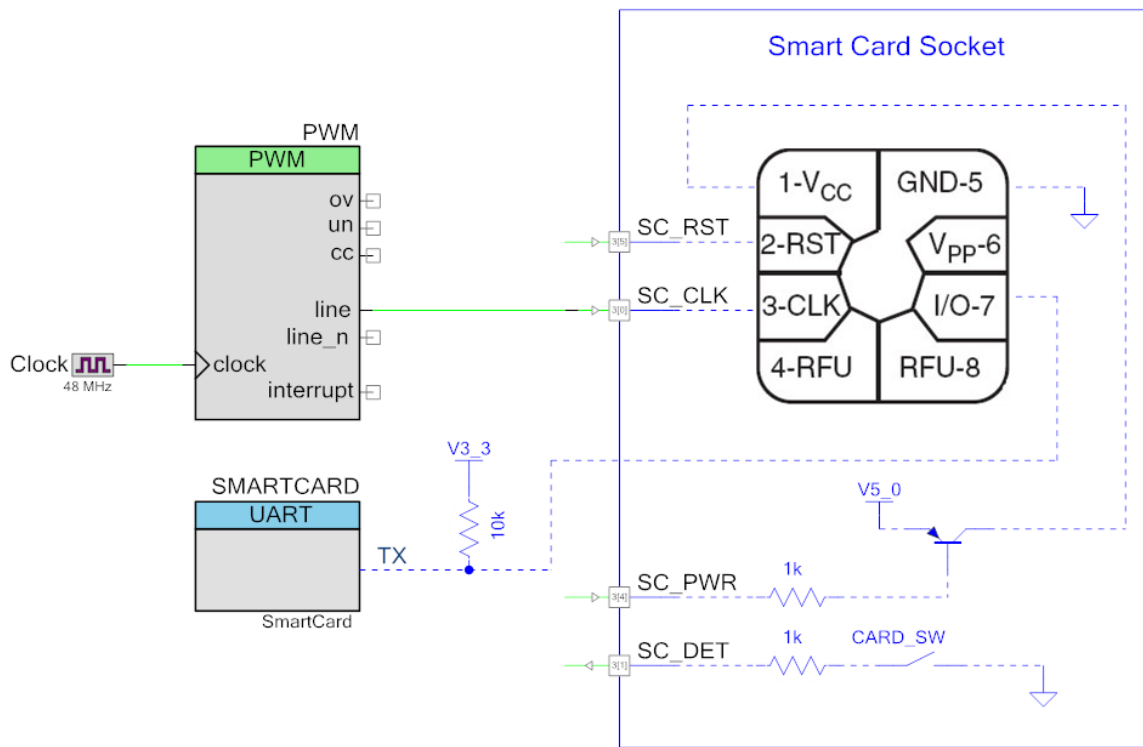 Smart Card Socket
PWM
PWM
ov
un
cc
line
line_n
interrupt
clock
Clock
48 MHz
SC_RST
3[5]
SC_CLK
3[0]
1-VCC
GND-5
2-RST
VPP-6
3-CLK
I/O-7
4-RFU
RFU-8
V3_3
10k
SMARTCARD
UART
TX
SmartCard
V5_0
SC_PWR
3[4]
1k
SC_DET
3[1]
1k
CARD_SW